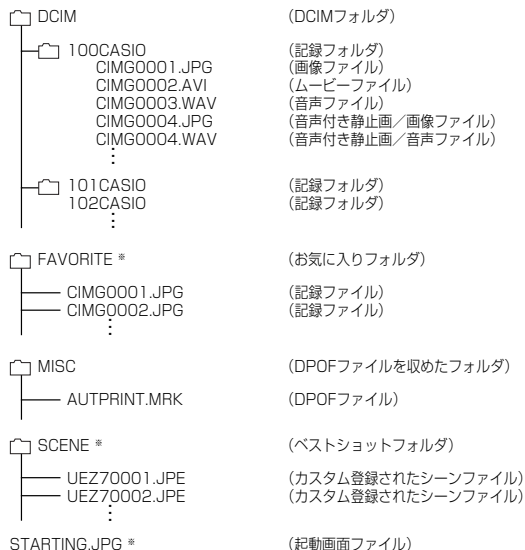 DCIM （DCIMフォルダ）
100CASIO （記録フォルダ）
CIMG0001.JPG （画像ファイル）
CIMG0002.AVI （ムービーファイル）
CIMG0003.WAV （音声ファイル）
CIMG0004.JPG （音声付き静止画／画像ファイル）
CIMG0004.WAV （音声付き静止画／音声ファイル）
⋮
101CASIO （記録フォルダ）
102CASIO （記録フォルダ）
⋮
FAVORITE ※ （お気に入りフォルダ）
CIMG0001.JPG （記録ファイル）
CIMG0002.JPG （記録ファイル）
⋮
MISC （DPOFファイルを収めたフォルダ）
AUTPRINT.MRK （DPOFファイル）
SCENE ※ （ベストショットフォルダ）
UEZ70001.JPE （カスタム登録されたシーンファイル）
UEZ70002.JPE （カスタム登録されたシーンファイル）
⋮
STARTING.JPG ※ （起動画面ファイル）